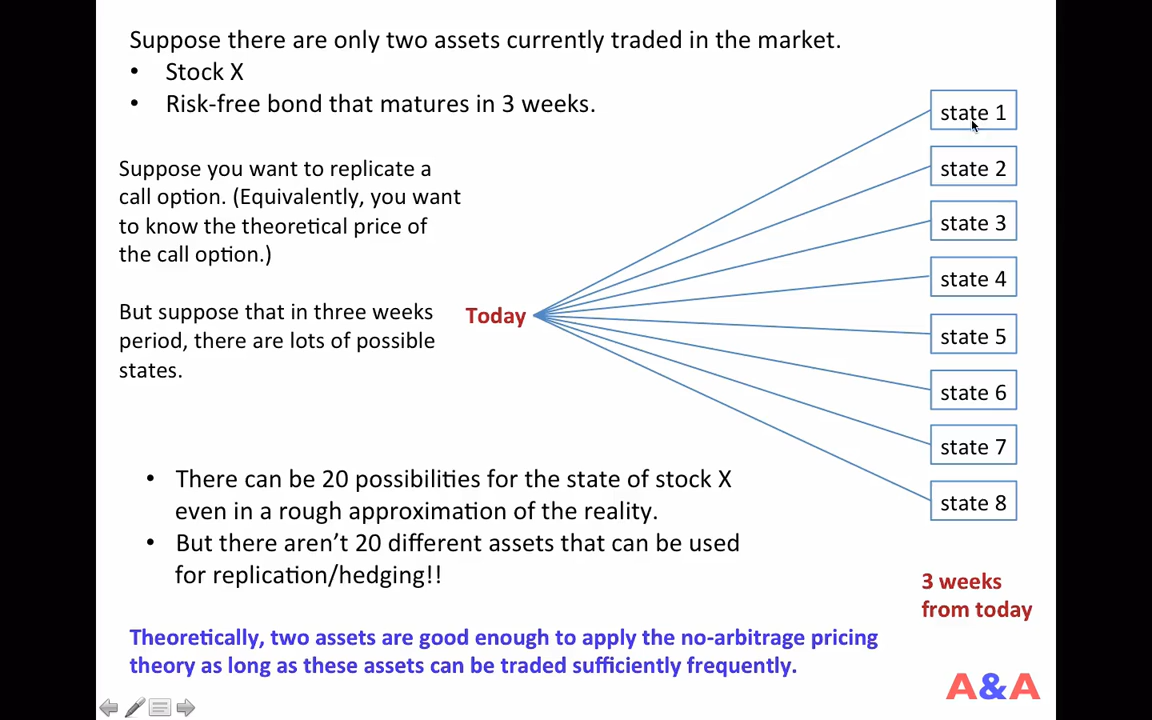 Suppose there are only two assets currently traded in the market.
• Stock X
• Risk-free bond that matures in 3 weeks.
Suppose you want to replicate a
call option. (Equivalently, you want
to know the theoretical price of
the call option.)
But suppose that in three weeks
period, there are lots of possible
states.
Today
state 1
state 2
state 3
state 4
state 5
state 6
state 7
state 8
3 weeks
from today
• There can be 20 possibilities for the state of stock X
even in a rough approximation of the reality.
• But there aren’t 20 different assets that can be used
for replication/hedging!!
Theoretically, two assets are good enough to apply the no-arbitrage pricing
theory as long as these assets can be traded sufficiently frequently.
A&A